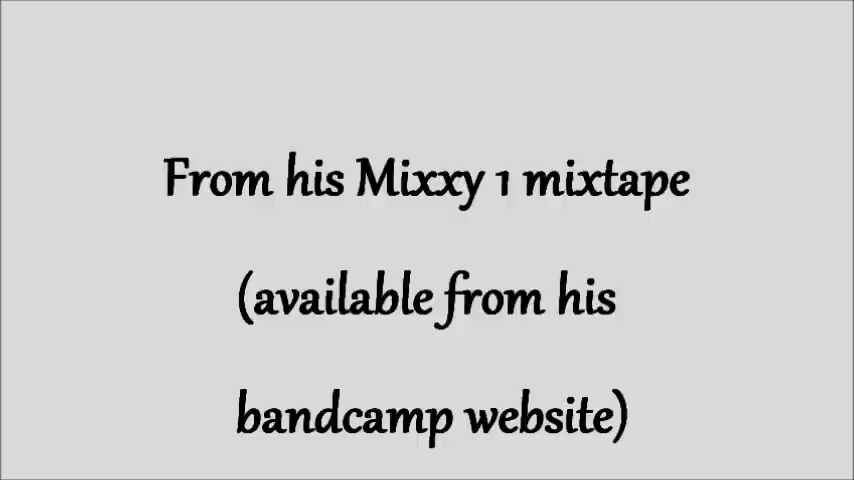 From his Mixxy 1 mixtape
(available from his
bandcamp website)